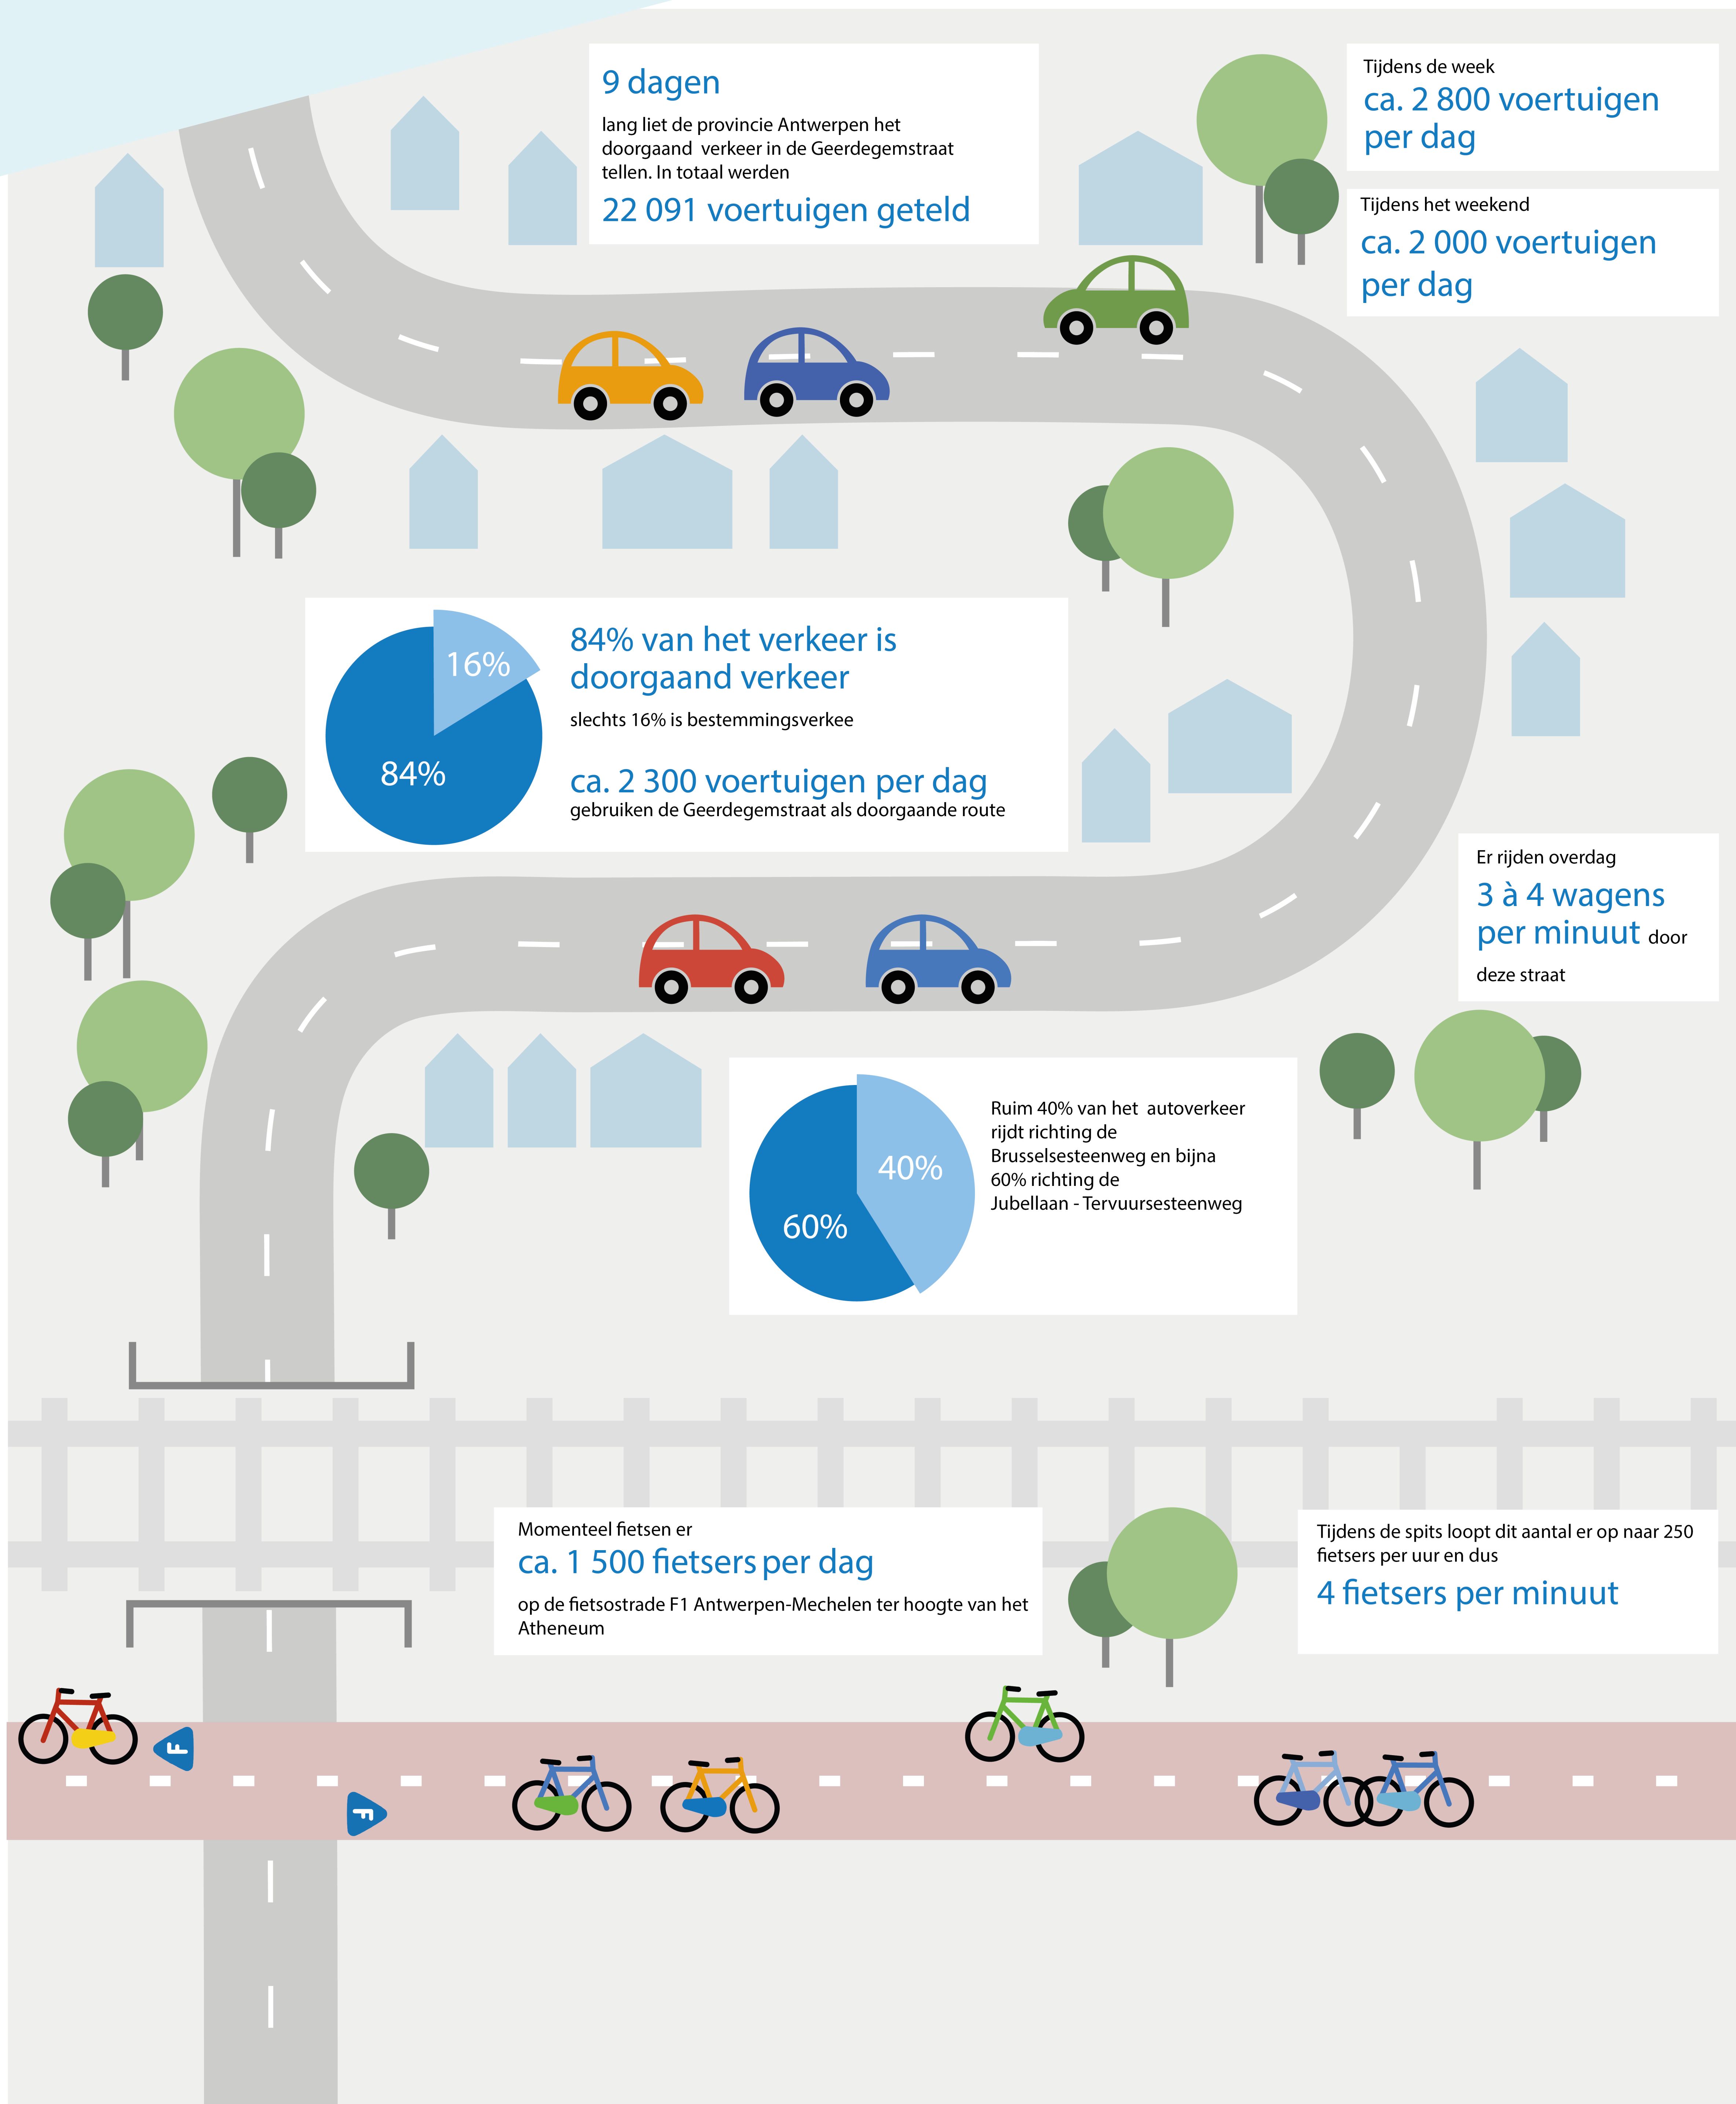 9 dagen
lang liet de provincie Antwerpen het
doorgaand verkeer in de Geerdegemstraat
tellen. In totaal werden
22 091 voertuigen geteld
Tijdens de week
ca. 2 800 voertuigen
per dag
Tijdens het weekend
ca. 2 000 voertuigen
per dag
16%
84%
84% van het verkeer is
doorgaand verkeer
slechts 16% is bestemmingsverkee
ca. 2 300 voertuigen per dag
gebruiken de Geerdegemstraat als doorgaande route
Er rijden overdag
3 à 4 wagens
per minuut door
deze straat
40%
60%
Ruim 40% van het autoverkeer
rijdt richting de
Brusselsesteenweg en bijna
60% richting de
Jubellaan - Tervuursesteenweg
Momenteel fietsen er
ca. 1 500 fietsers per dag
op de fietsostrade F1 Antwerpen-Mechelen ter hoogte van het
Atheneum
Tijdens de spits loopt dit aantal er op naar 250
fietsers per uur en dus
4 fietsers per minuut
F
F